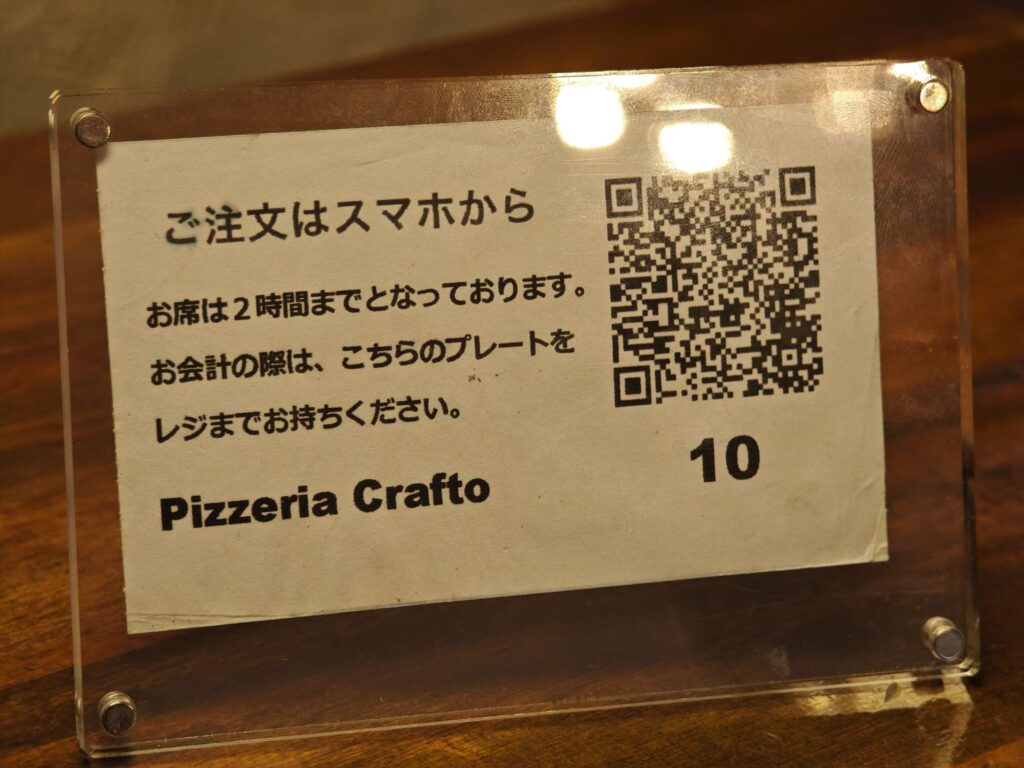 ご注文はスマホから
お席は２時間までとなっております。
お会計の際は、こちらのプレートを
レジまでお持ちください。
Pizzeria Crafto
10